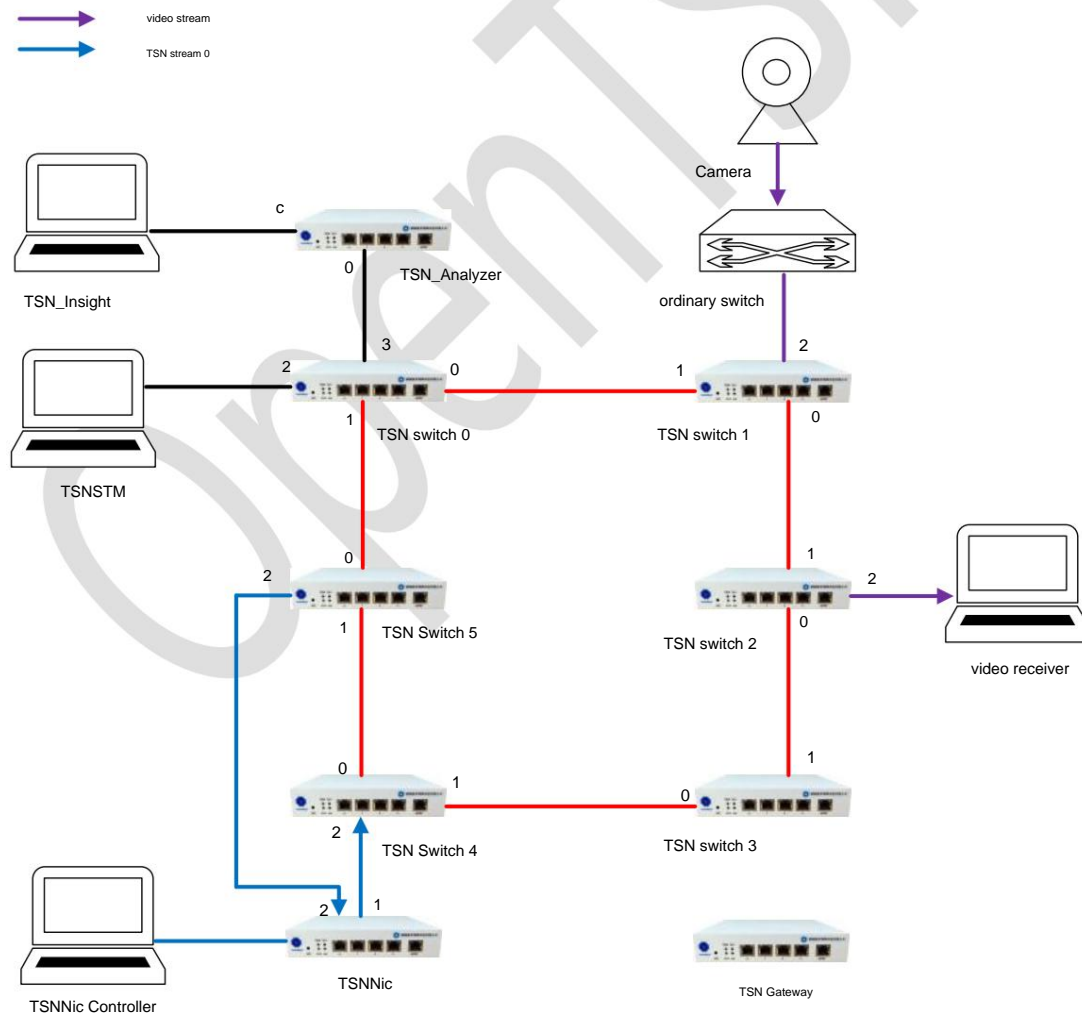 video stream
TSN stream 0
OpenTS
Camera
c
0
TSN_Analyzer
TSN_Insight
ordinary switch
3
2
0
1
2
1
TSN switch 0
TSN switch 1
0
TSNSTM
0
1
2
2
1
TSN Switch 5
0
TSN switch 2
video receiver
0
1
1
0
2
TSN Switch 4
TSN switch 3
2
1
TSNNic
TSN Gateway
TSNNic Controller